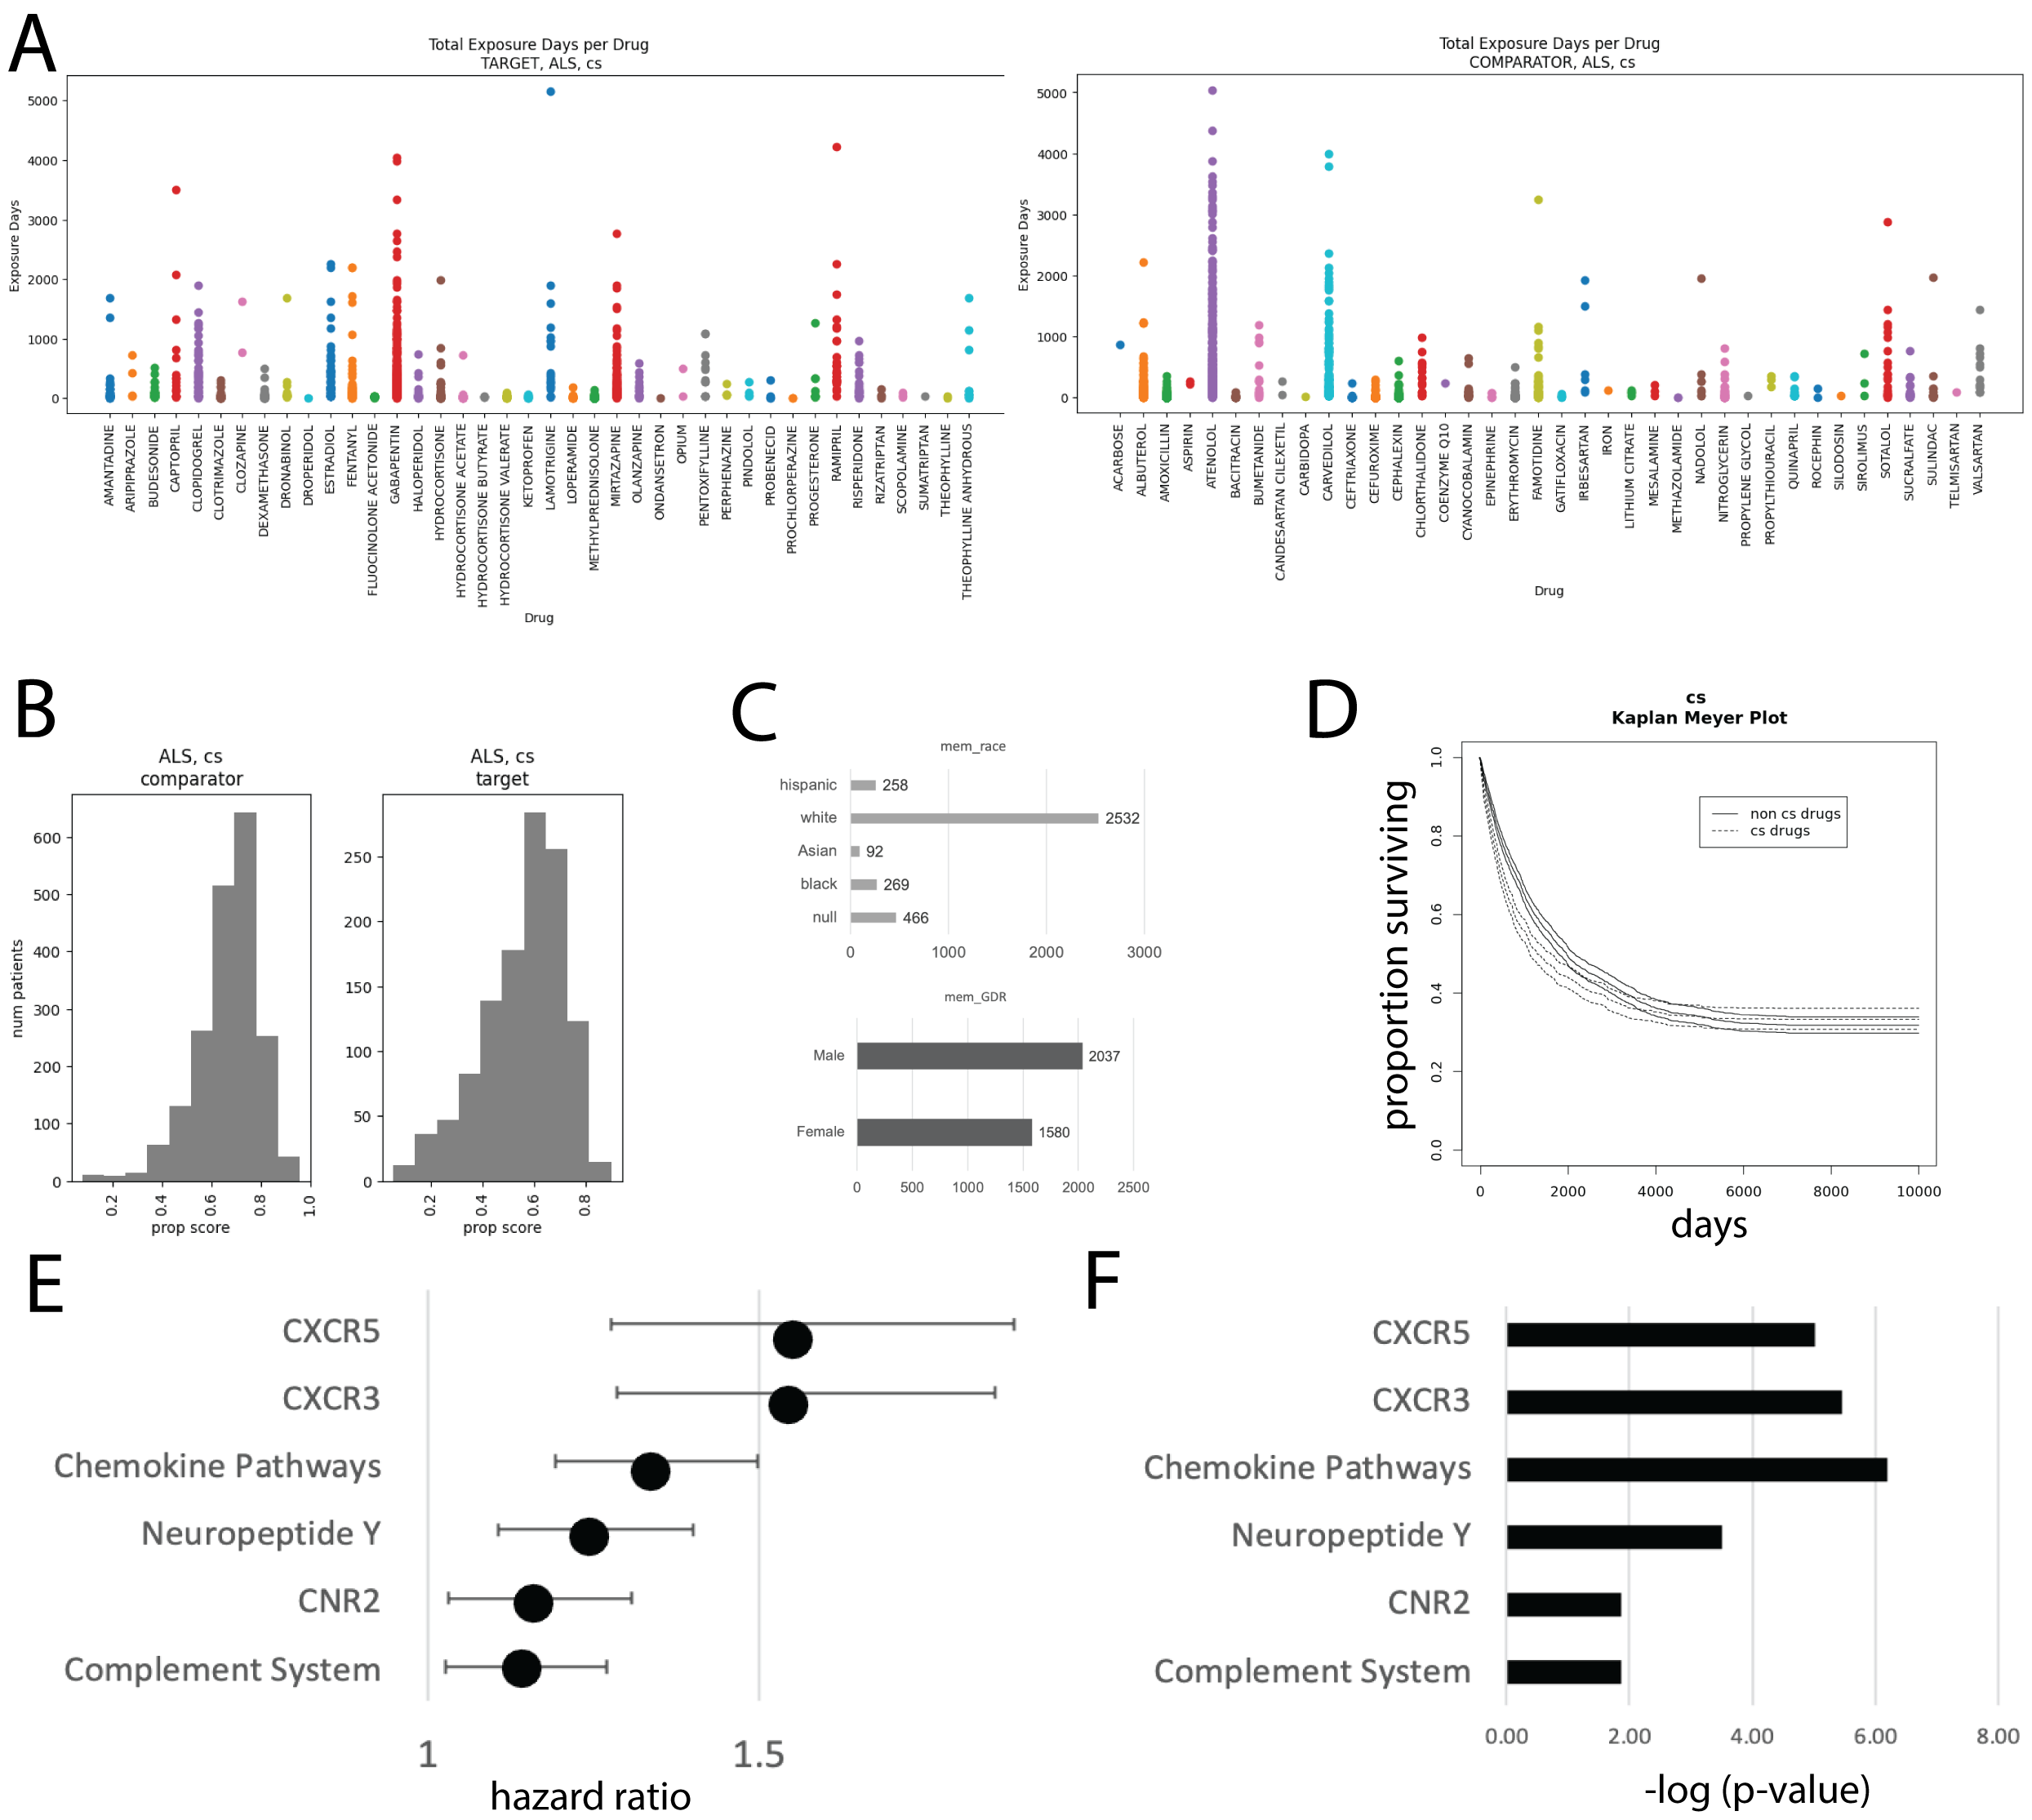 A
Total Exposure Days per Drug
TARGET, ALS, cs
Exposure Days
5000
4000
3000
2000
1000
0
AMANTADINE
ARIPIPRAZOLE
BUDESONIDE
CAPTOPRIL
CLOPIDOGREL
CLOTRIMAZOLE
CLOZAPINE
DEXAMETHASONE
DRONABINOL
DROPERIDOL
ESTRADIOL
FENTANYL
FLUOCINOLONE ACETONIDE
GABAPENTIN
HALOPERIDOL
HYDROCORTISONE
HYDROCORTISONE ACETATE
HYDROCORTISONE BUTYRATE
HYDROCORTISONE VALERATE
KETOPROFEN
LAMOTRIGINE
LOPERAMIDE
METHYLPREDNISOLONE
MIRTAZAPINE
OLANZAPINE
ONDANSETRON
OPIUM
PENTOXIFYLLINE
PERPHENAZINE
PINDOLOL
PROBENECID
PROCHLORPERAZINE
PROGESTERONE
RAMIPRIL
RISPERIDONE
RIZATRIPTAN
SCOPOLAMINE
SUMATRIPTAN
THEOPHYLLINE
THEOPHYLLINE ANHYDROUS
Drug
Total Exposure Days per Drug
COMPARATOR, ALS, cs
Exposure Days
5000
4000
3000
2000
1000
0
ACARBOSE
ALBUTEROL
AMOXICILLIN
ASPIRIN
ATENOLOL
BACITRACIN
BUMETANIDE
CANDESARTAN CILEXETIL
CARBIDOPA
CARVEDILOL
CEFTRIAXONE
CEFUROXIME
CEPHALEXIN
CHLORTHALIDONE
COENZYME Q10
CYANOCOBALAMIN
EPINEPHRINE
ERYTHROMYCIN
FAMOTIDINE
GATIFLOXACIN
IRBESARTAN
IRON
LITHIUM CITRATE
MESALAMINE
METHAZOLAMIDE
NADOLOL
NITROGLYCERIN
PROPYLENE GLYCOL
PROPYLTHIOURACIL
QUINAPRIL
ROCEPHIN
SILODOSIN
SIROLIMUS
SOTALOL
SUCRALFATE
SULINDAC
TELMISARTAN
VALSARTAN
Drug
B
ALS, cs
comparator
num patients
600
500
400
300
200
100
0
0.2
0.4
0.6
0.8
1.0
prop score
ALS, cs
target
250
200
150
100
50
0
0.2
0.4
0.6
0.8
prop score
C
mem_race
hispanic 258
white 2532
Asian 92
black 269
null 466
0 1000 2000 3000
mem_GDR
Male 2037
Female 1580
0 500 1000 1500 2000 2500
D
cs
Kaplan Meyer Plot
proportion surviving
1.0
0.8
0.6
0.4
0.2
0.0
non cs drugs
cs drugs
0 2000 4000 6000 8000 10000
days
E
CXCR5
CXCR3
Chemokine Pathways
Neuropeptide Y
CNR2
Complement System
1 1.5
hazard ratio
F
CXCR5
CXCR3
Chemokine Pathways
Neuropeptide Y
CNR2
Complement System
0.00 2.00 4.00 6.00 8.00
-log (p-value)